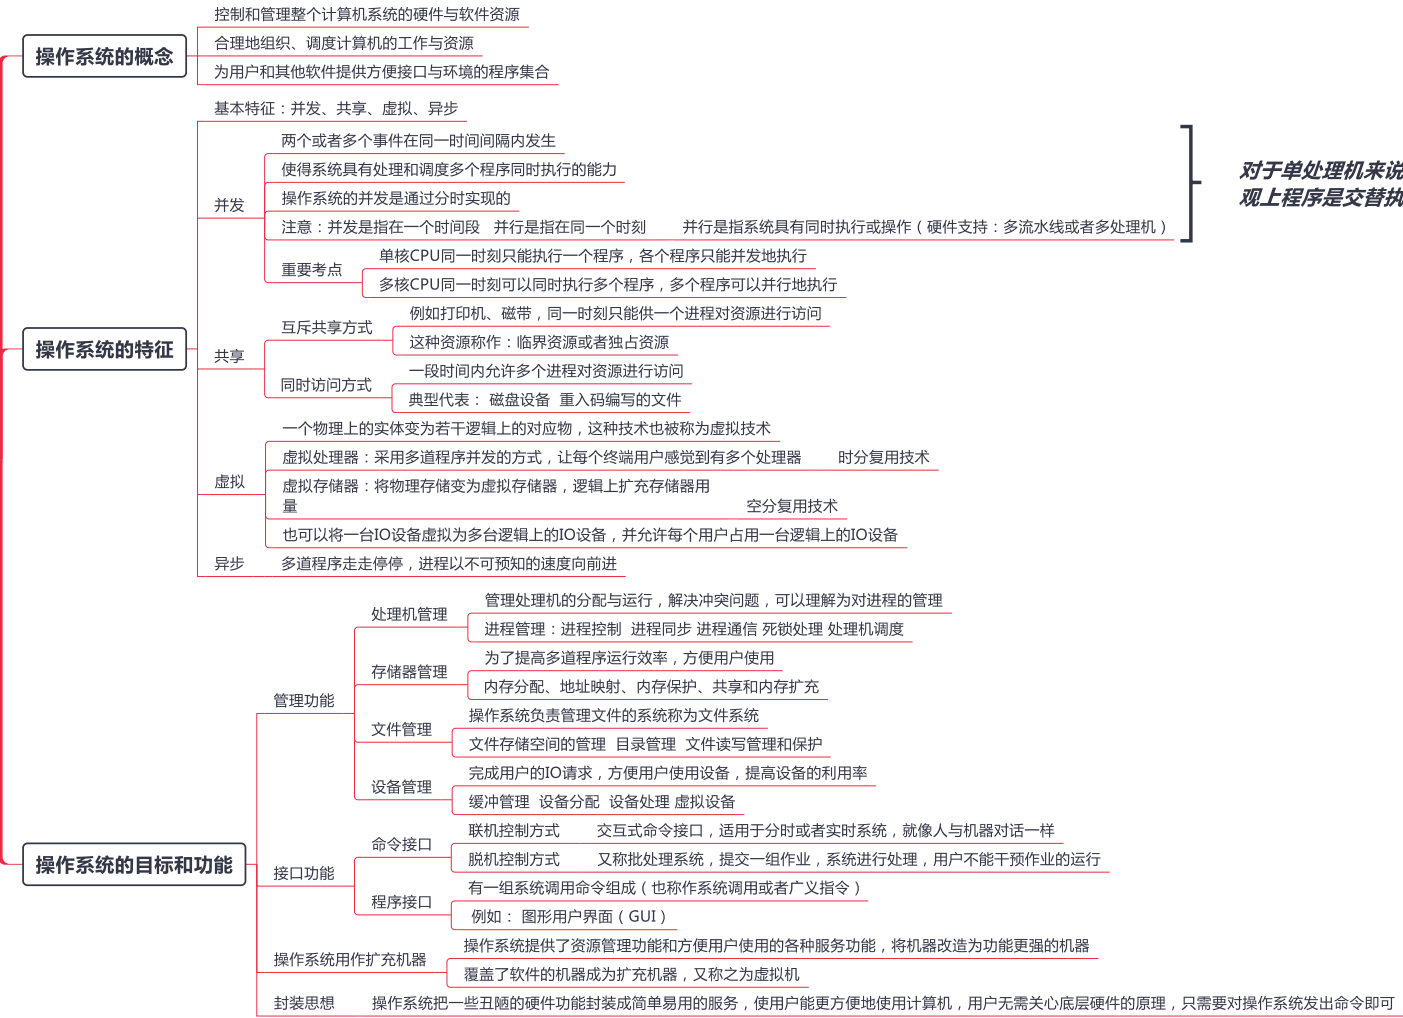 操作系统的概念
控制和管理整个计算机系统的硬件与软件资源
合理地组织、调度计算机的工作与资源
为用户和其他软件提供方便接口与环境的程序集合
操作系统的特征
基本特征：并发、共享、虚拟、异步
并发
两个或者多个事件在同一时间间隔内发生
使得系统具有处理和调度多个程序同时执行的能力
操作系统的并发是通过分时实现的
注意：并发是指在一个时间段 并行是指在同一个时刻 并行是指系统具有同时执行或操作（硬件支持：多流水线或者多处理机）
对于单处理机来说
观上程序是交替执
重要考点
单核CPU同一时刻只能执行一个程序，各个程序只能并发地执行
多核CPU同一时刻可以同时执行多个程序，多个程序可以并行地执行
共享
互斥共享方式
例如打印机、磁带，同一时刻只能供一个进程对资源进行访问
这种资源称作：临界资源或者独占资源
同时访问方式
一段时间内允许多个进程对资源进行访问
典型代表： 磁盘设备 重入码编写的文件
虚拟
一个物理上的实体变为若干逻辑上的对应物，这种技术也被称为虚拟技术
虚拟处理器：采用多道程序并发的方式，让每个终端用户感觉到有多个处理器 时分复用技术
虚拟存储器：将物理存储变为虚拟存储器，逻辑上扩充存储器用
量 空分复用技术
也可以将一台IO设备虚拟为多台逻辑上的IO设备，并允许每个用户占用一台逻辑上的IO设备
异步 多道程序走走停停，进程以不可预知的速度向前进
操作系统的目标和功能
管理功能
处理机管理
管理处理机的分配与运行，解决冲突问题，可以理解为对进程的管理
进程管理：进程控制 进程同步 进程通信 死锁处理 处理机调度
存储器管理
为了提高多道程序运行效率，方便用户使用
内存分配、地址映射、内存保护、共享和内存扩充
文件管理
操作系统负责管理文件的系统称为文件系统
文件存储空间的管理 目录管理 文件读写管理和保护
设备管理
完成用户的IO请求，方便用户使用设备，提高设备的利用率
缓冲管理 设备分配 设备处理 虚拟设备
接口功能
命令接口
联机控制方式 交互式命令接口，适用于分时或者实时系统，就像人与机器对话一样
脱机控制方式 又称批处理系统，提交一组作业，系统进行处理，用户不能干预作业的运行
程序接口
有一组系统调用命令组成（也称作系统调用或者广义指令）
例如： 图形用户界面（GUI）
操作系统用作扩充机器
操作系统提供了资源管理功能和方便用户使用的各种服务功能，将机器改造为功能更强的机器
覆盖了软件的机器成为扩充机器，又称之为虚拟机
封装思想 操作系统把一些丑陋的硬件功能封装成简单易用的服务，使用户能更方便地使用计算机，用户无需关心底层硬件的原理，只需要对操作系统发出命令即可